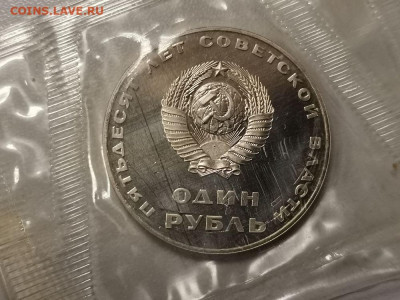 COINS.LAVE.RU
ПЯТЬДЕСЯТ ЛЕТ СОВЕТСКОЙ ВЛАСТИ
ОДИН
РУБЛЬ